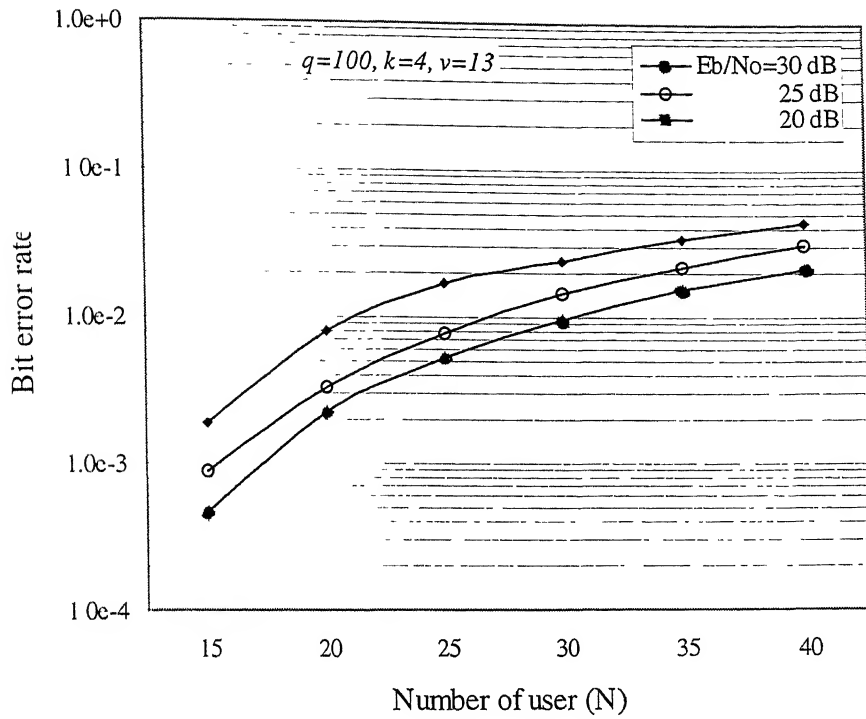 1.0e+0
q=100, k=4, v=13
Eb/No=30 dB
25 dB
20 dB
1 0e-1
1.0e-2
1.0e-3
1 0e-4
Bit error rate
15 20 25 30 35 40
Number of user (N)